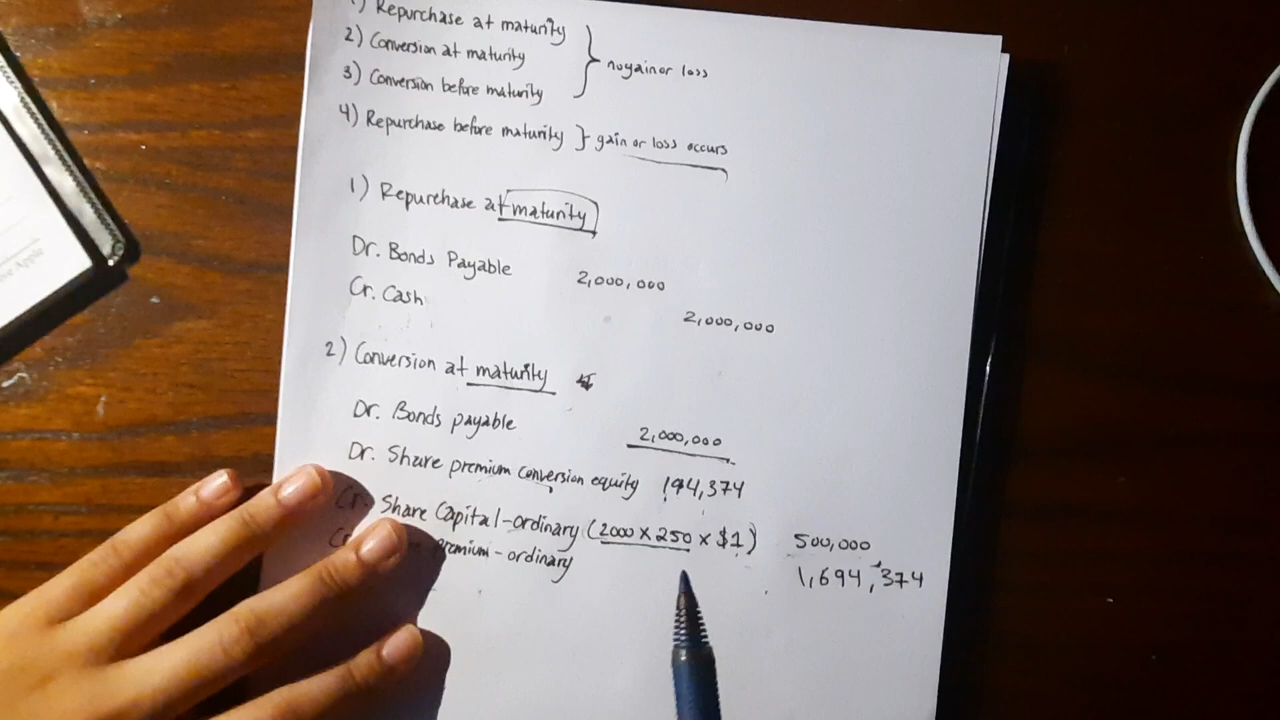 ) Repurchase at maturity
2) Conversion at maturity
3) Conversion before maturity
no gain or loss
4) Repurchase before maturity } gain or loss occurs
1) Repurchase at maturity
Dr. Bonds Payable 2,000,000
Cr. Cash 2,000,000
2) Conversion at maturity
Dr. Bonds payable 2,000,000
Dr. Share premium conversion equity 194,374
Cr. Share Capital-ordinary (2000 x 250 x $1) 500,000
premium-ordinary 1,694,374